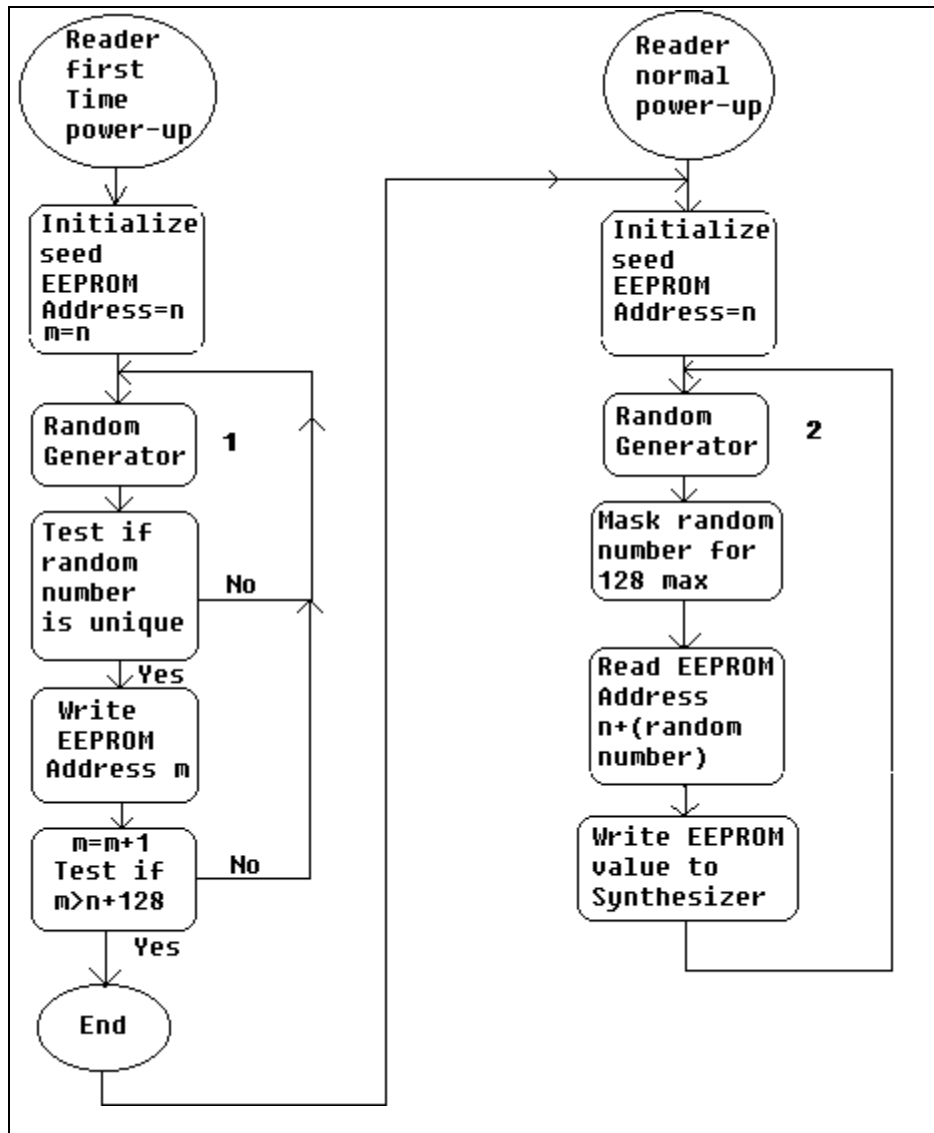 Reader
first
Time
power-up
Initialize
seed
EEPROM
Address=n
m=n
Random
Generator
1
Test if
random
number
is unique
No
Yes
Write
EEPROM
Address m
m=m+1
Test if
m>n+128
No
Yes
End
Reader
normal
power-up
Initialize
seed
EEPROM
Address=n
Random
Generator
2
Mask random
number for
128 max
Read EEPROM
Address
n+(random
number)
Write EEPROM
value to
Synthesizer